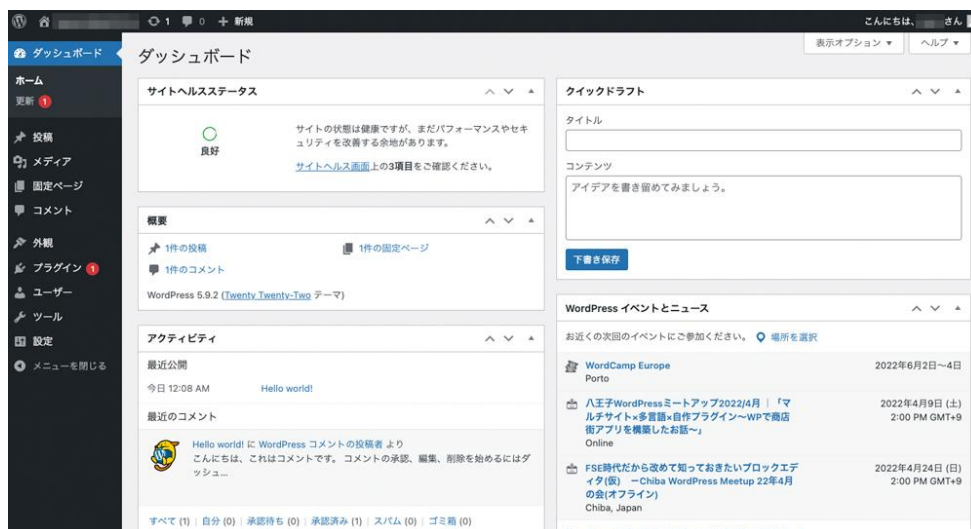 1 0 + 新規
こんにちは、 さん
ダッシュボード
ホーム
更新 1
投稿
メディア
固定ページ
コメント
外観
プラグイン 1
ユーザー
ツール
設定
メニューを閉じる
表示オプション ▼
ヘルプ ▼
ダッシュボード
サイトヘルスステータス
良好
サイトの状態は健康ですが、まだパフォーマンスやセキ
ュリティを改善する余地があります。
サイトヘルス画面上の3項目をご確認ください。
概要
1件の投稿
1件の固定ページ
1件のコメント
WordPress 5.9.2 (Twenty Twenty-Two テーマ)
アクティビティ
最近公開
今日 12:08 AM Hello world!
最近のコメント
Hello world! に WordPress コメントの投稿者 より
こんにちは、これはコメントです。 コメントの承認、編集、削除を始めるにはダ
ッシュ…
すべて (1) | 自分 (0) | 承認待ち (0) | 承認済み (1) | スパム (0) | ゴミ箱 (0)
クイックドラフト
タイトル
コンテンツ
アイデアを書き留めてみましょう。
下書き保存
WordPress イベントとニュース
お近くの次回のイベントにご参加ください。 場所を選択
WordCamp Europe
Porto
2022年6月2日～4日
八王子WordPressミートアップ2022/4月 | 「マ
ルチサイト×多言語×自作プラグイン～WPで商店
街アプリを構築したお話～」
Online
2022年4月9日 (土)
2:00 PM GMT+9
FSE時代だから改めて知っておきたいブロックエデ
ィタ(仮) ーChiba WordPress Meetup 22年4月
の会(オフライン)
Chiba, Japan
2022年4月24日 (日)
2:00 PM GMT+9